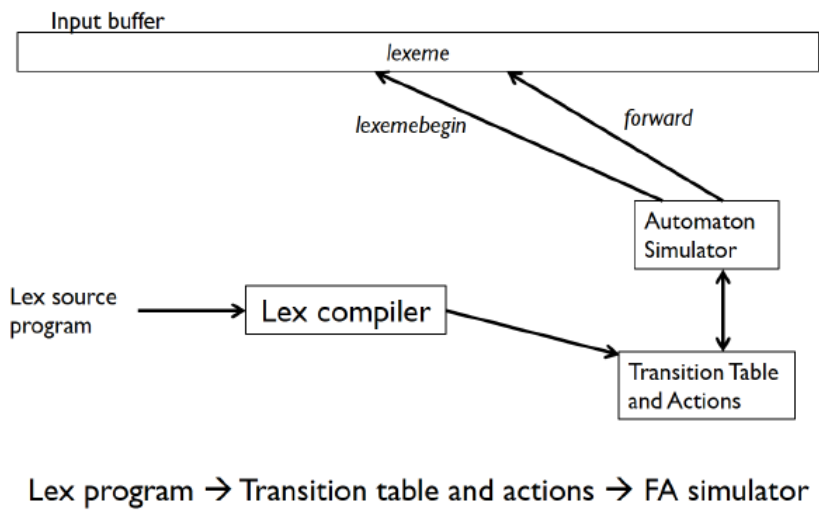 Input buffer
lexeme
lexemebegin
forward
Automaton
Simulator
Lex source
program
Lex compiler
Transition Table
and Actions
Lex program → Transition table and actions → FA simulator